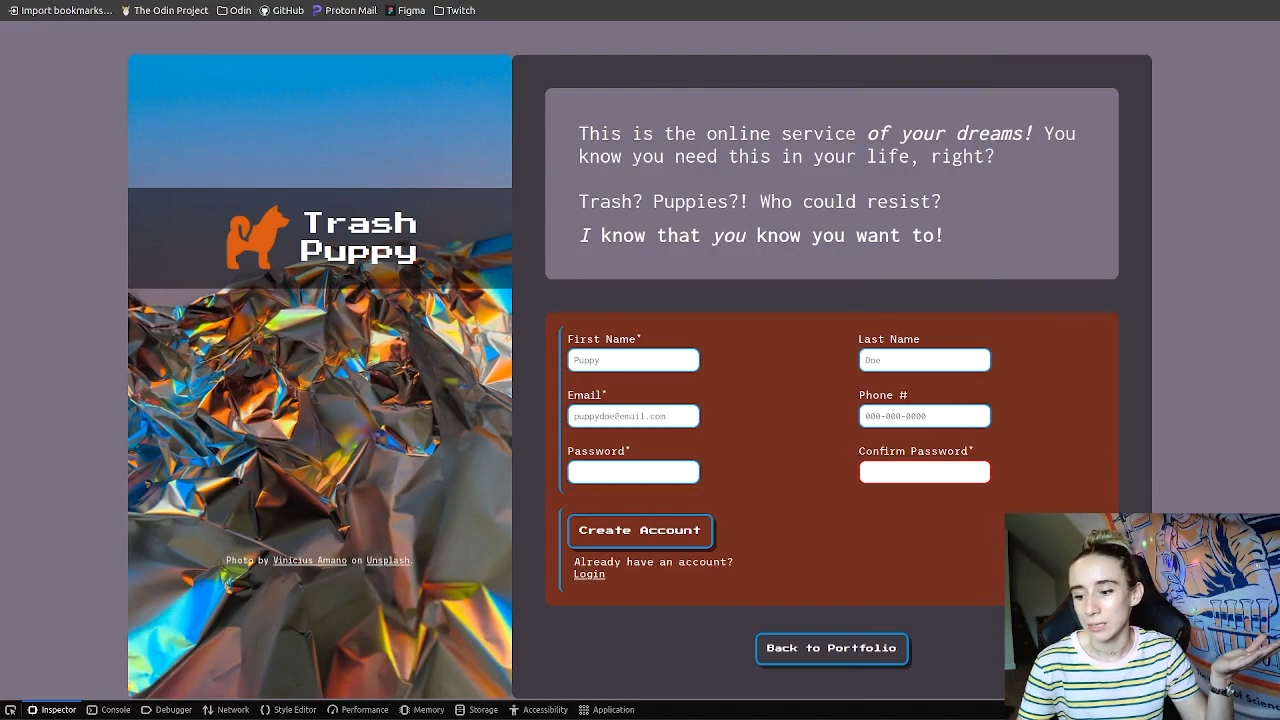 Import bookmarks... The Odin Project Odin GitHub Proton Mail Figma Twitch
Trash
Puppy
Photo by Vinicius Amano on Unsplash.
This is the online service of your dreams! You
know you need this in your life, right?
Trash? Puppies?! Who could resist?
I know that you know you want to!
First Name*
Puppy
Last Name
Doe
Email*
puppydoe@email.com
Phone #
000-000-0000
Password*
Confirm Password*
Create Account
Already have an account?
Login
Back to Portfolio
of Scien
Inspector Console Debugger Network Style Editor Performance Memory Storage Accessibility Application